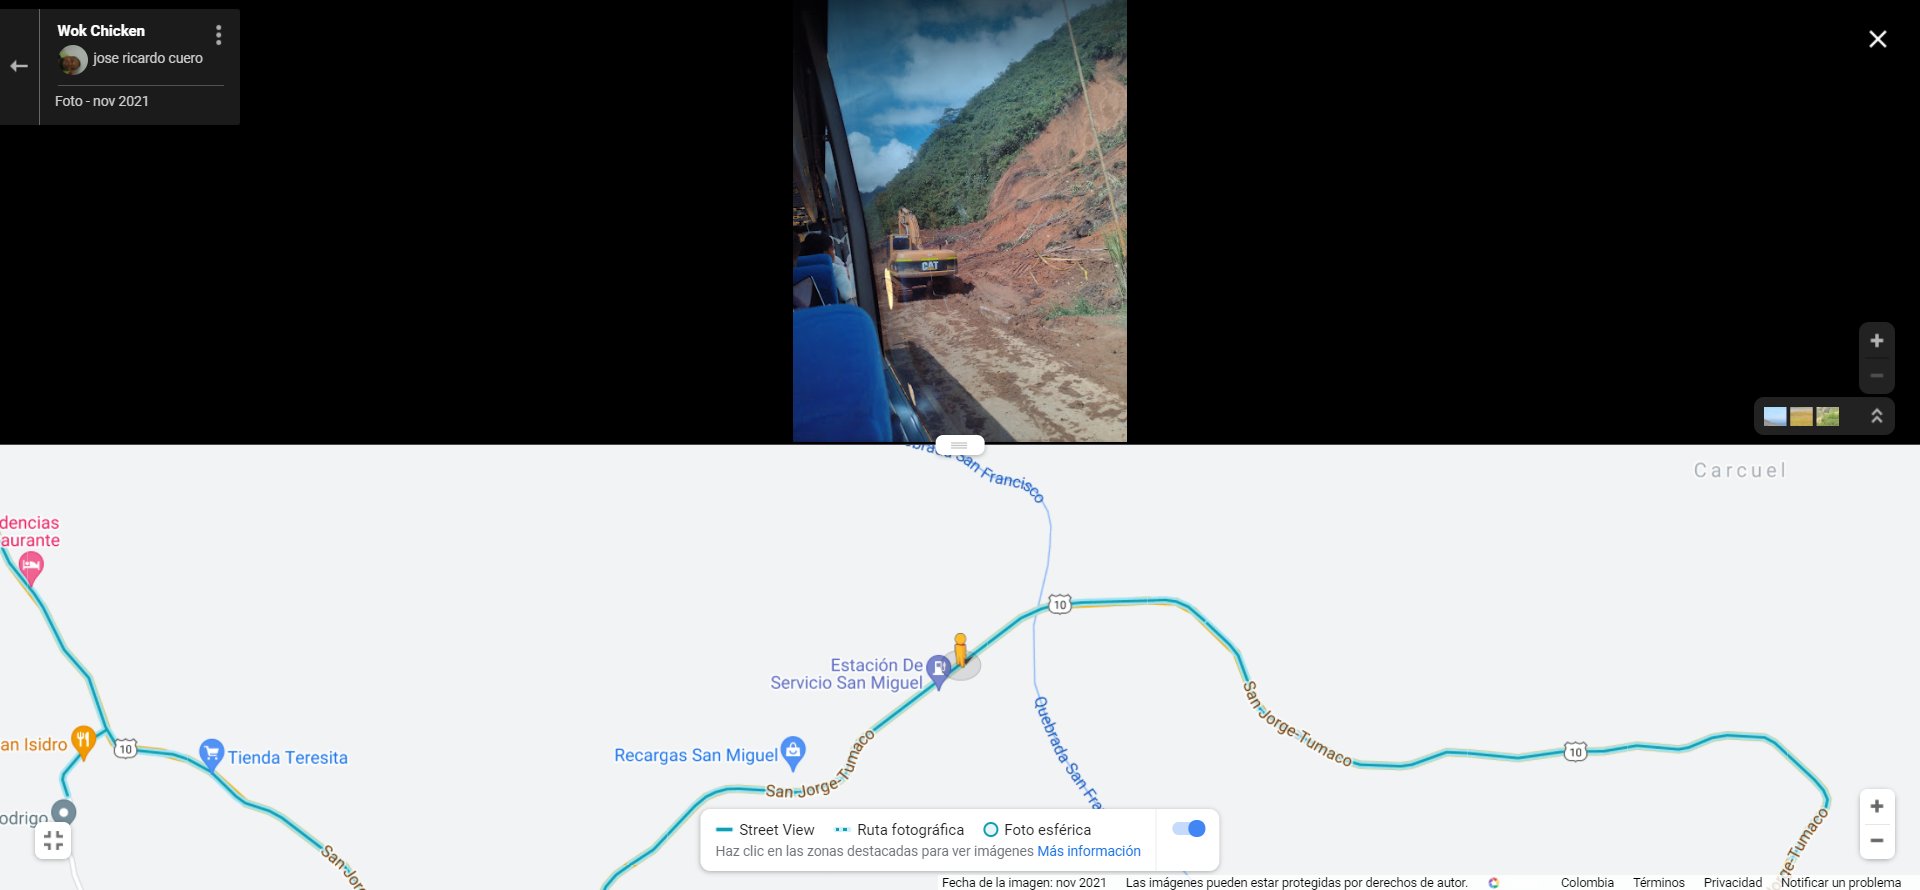 Wok Chicken
jose ricardo cuero
Foto - nov 2021
CAT
San Francisco
Carcuel
dencias
aurante
10
Estación De
Servicio San Miguel
an Isidro
10
Tienda Teresita
Recargas San Miguel
San Jorge-Tumaco
San-Jorge-Tumaco
10
Quebrada San Fra
odrigo
Street View
Ruta fotográfica
Foto esférica
Haz clic en las zonas destacadas para ver imágenes Más información
San-Jor
ge-Tumaco
Fecha de la imagen: nov 2021
Las imágenes pueden estar protegidas por derechos de autor.
Colombia
Términos
Privacidad
Notificar un problema